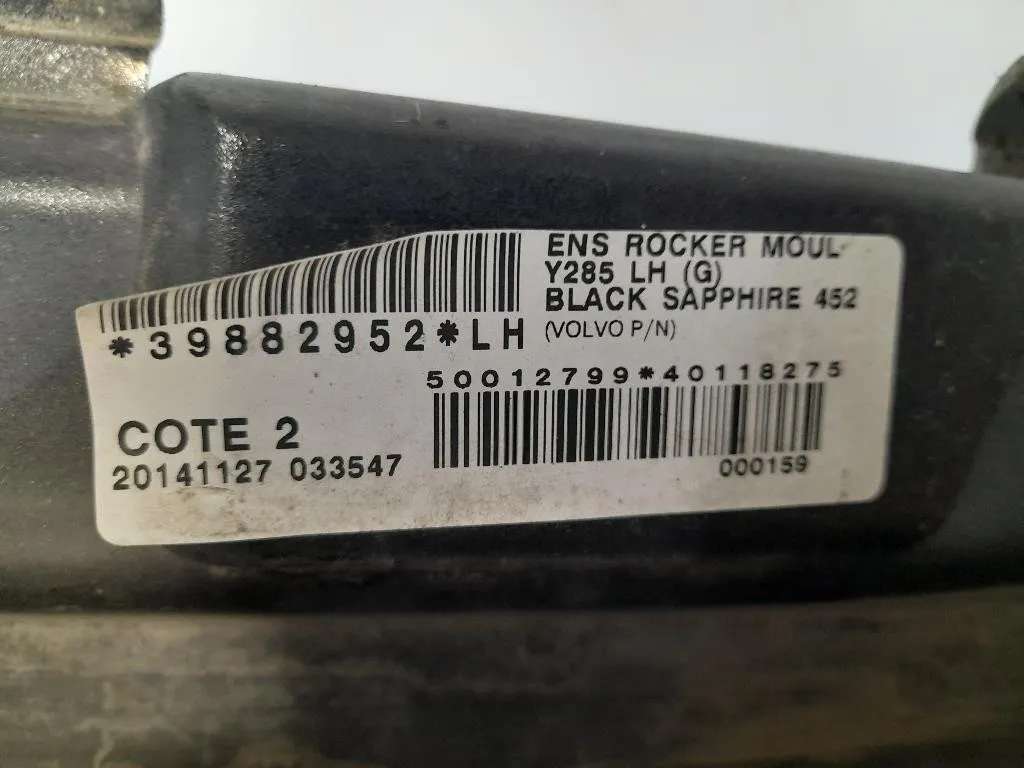 ENS ROCKER MOUL
Y285 LH (G)
BLACK SAPPHIRE 452
*39882952*LH (VOLVO P/N)
50012799*40118275
COTE 2
20141127 033547
000159